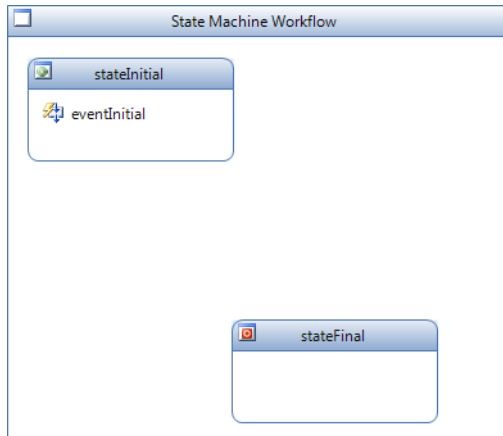 State Machine Workflow
stateInitial
eventInitial
stateFinal